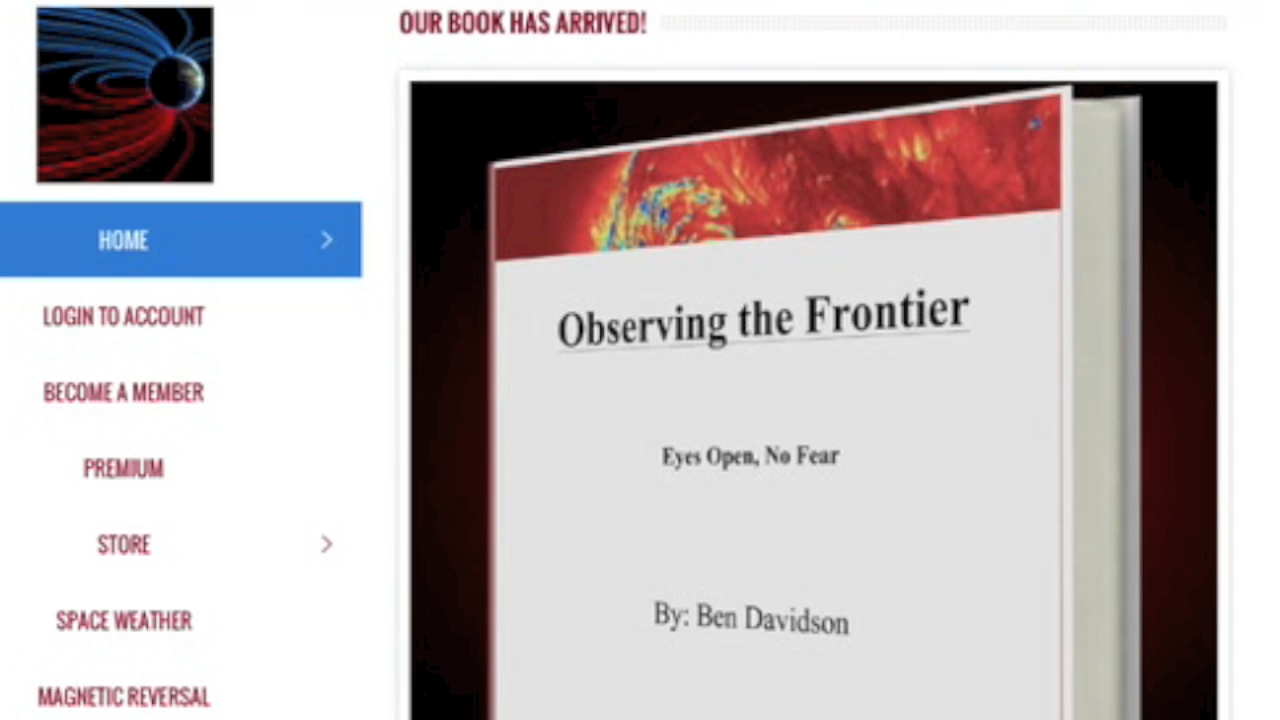 OUR BOOK HAS ARRIVED!
HOME
LOGIN TO ACCOUNT
BECOME A MEMBER
PREMIUM
STORE
SPACE WEATHER
MAGNETIC REVERSAL
Observing the Frontier
Eyes Open, No Fear
By: Ben Davidson